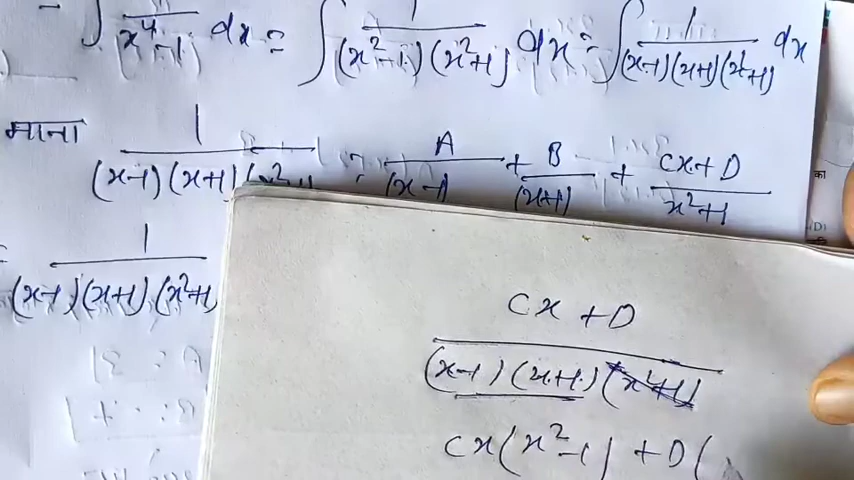 - ∫ 1/(x⁴-1) dx = ∫ 1/((x²-1)(x²+1)) dx = ∫ 1/((x-1)(x+1)(x²+1)) dx
माना 1/((x-1)(x+1)(x²+1 = A/(x-1) + B/(x+1) + (Cx+D)/(x²+1)
= 1/((x-1)(x+1)(x²+1)
Cx + D
(x-1)(x+1)(x²+1)
Cx(x²-1) + D(